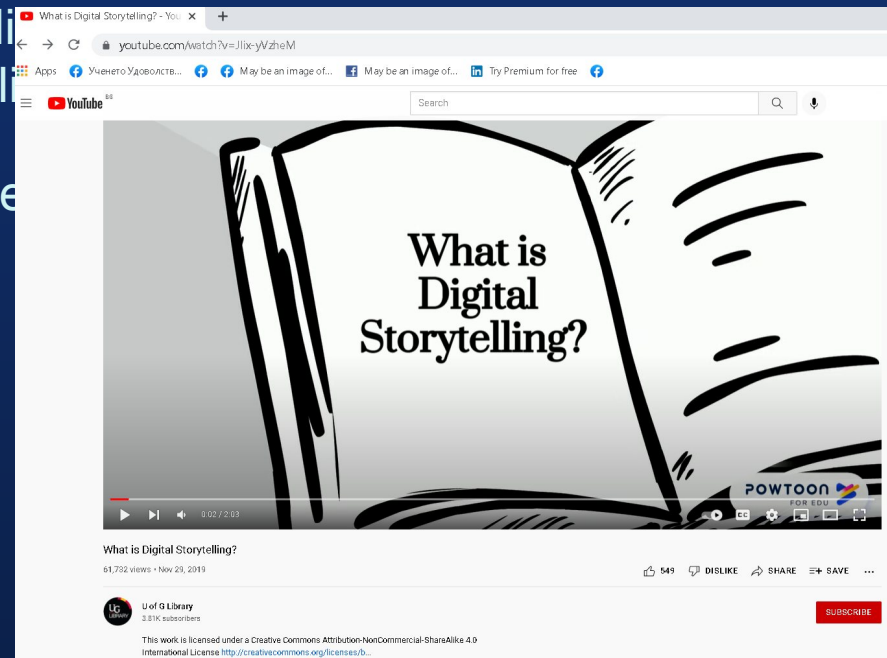 What is Digital Storytelling? - You
youtube.com/watch?v=Jlix-yVzheM
Apps Ученето Удоволств... May be an image of... May be an image of... Try Premium for free
YouTube BG Search
What is
Digital
Storytelling?
POWTOON
FOR EDU
0:02 / 2:03
What is Digital Storytelling?
61,732 views • Nov 29, 2019 549 DISLIKE SHARE SAVE ...
UG LIBRARY
U of G Library
3.81K subscribers
SUBSCRIBE
This work is licensed under a Creative Commons Attribution-NonCommercial-ShareAlike 4.0
International License http://creativecommons.org/licenses/b...